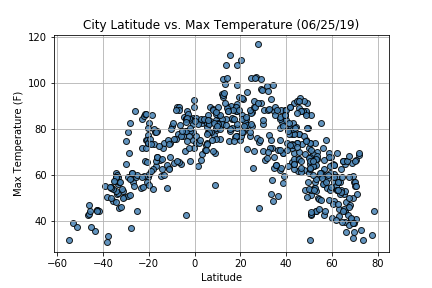 City Latitude vs. Max Temperature (06/25/19)
120
100
80
60
40
Max Temperature (F)
−60 −40 −20 0 20 40 60 80
Latitude